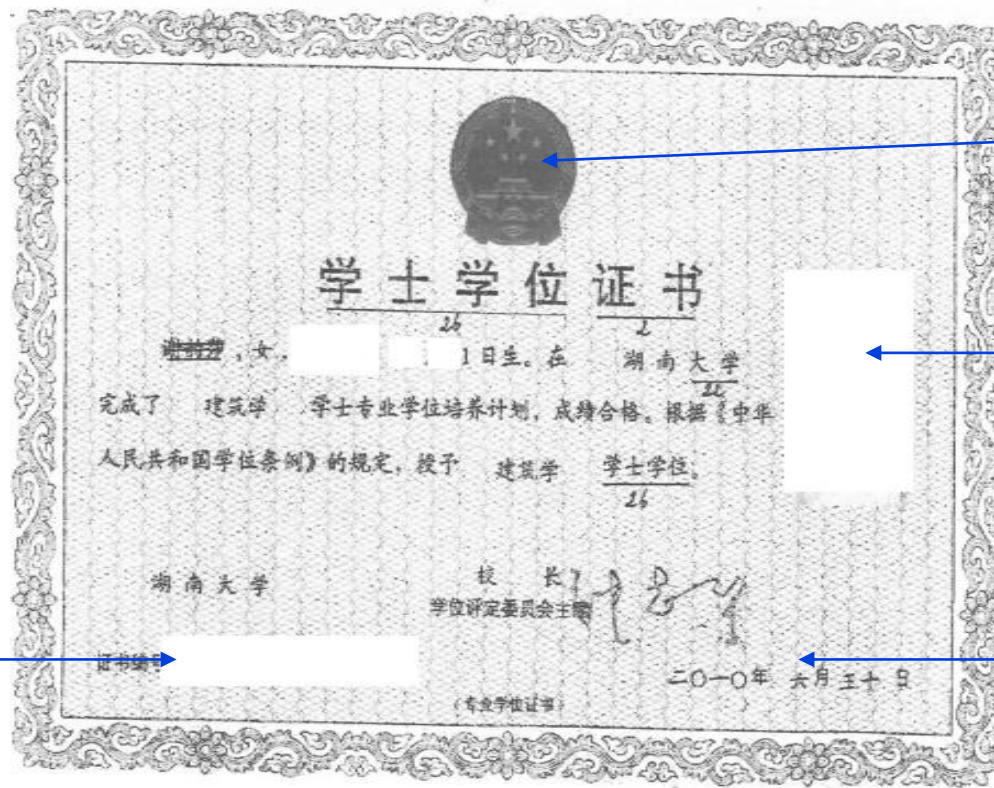 学士学位证书
26 2
，女， 1日生。在 湖南大学
26
完成了 建筑学 学士专业学位培养计划，成绩合格。根据《中华
人民共和国学位条例》的规定，授予 建筑学 学士学位。
26
湖南大学
校 长
学位评定委员会主席
证书编号
二〇一〇年 六月 三十 日
（专业学位证书）